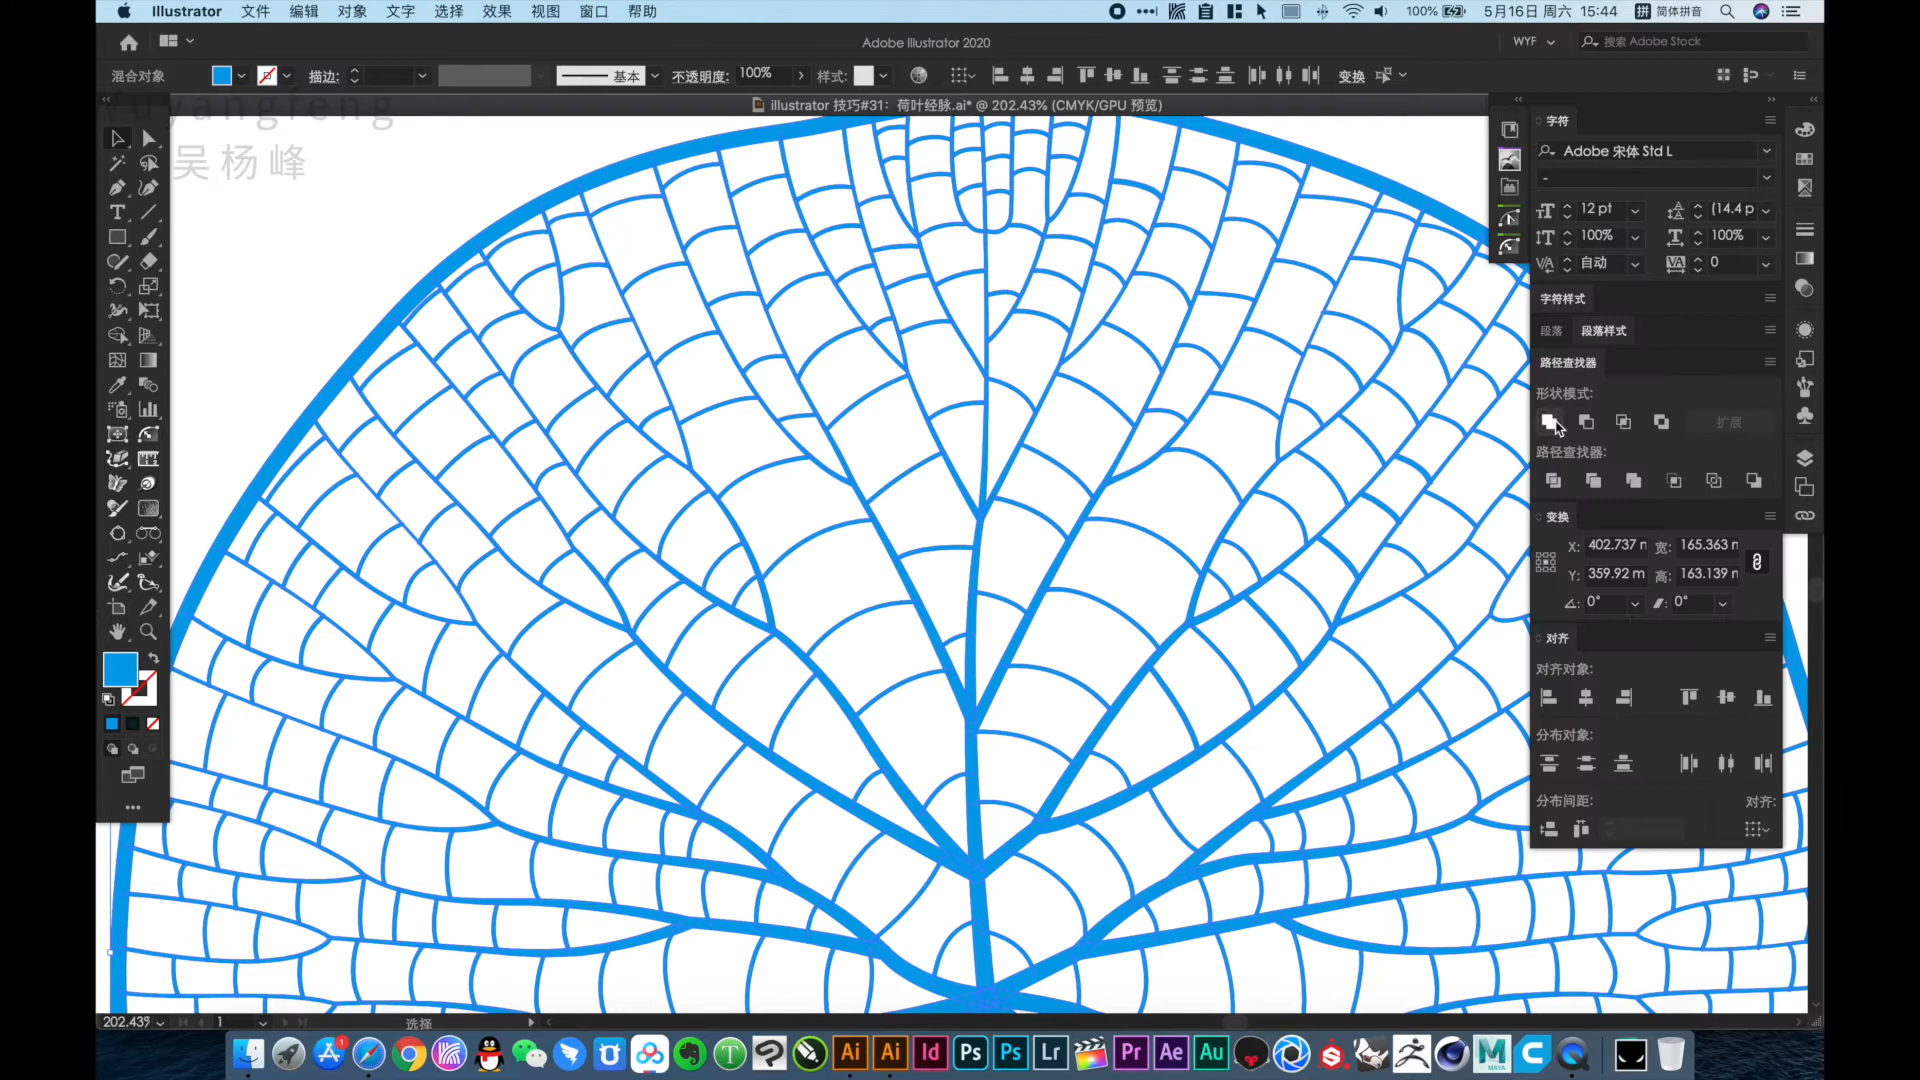 Illustrator 文件 编辑 对象 文字 选择 效果 视图 窗口 帮助 100% 5月16日 周六 15:44 拼 简体拼音
Adobe Illustrator 2020 WYF 搜索 Adobe Stock
混合对象 描边: 基本 不透明度: 100% 样式: 变换
illustrator 技巧#31：荷叶经脉.ai* @ 202.43% (CMYK/GPU 预览)
Wuyangfeng
吴杨峰
字符
Adobe 宋体 Std L
-
12 pt (14.4 p
100% 100%
自动 0
字符样式
段落 段落样式
路径查找器
形状模式:
扩展
路径查找器:
变换
X: 402.737 宽: 165.363
Y: 359.92 m 高: 163.139
0° 0°
对齐
对齐对象:
分布对象:
分布间距: 对齐:
202.43% 1 选择
Ai Ai Id Ps Ps Lr Pr Ae Au MAYA